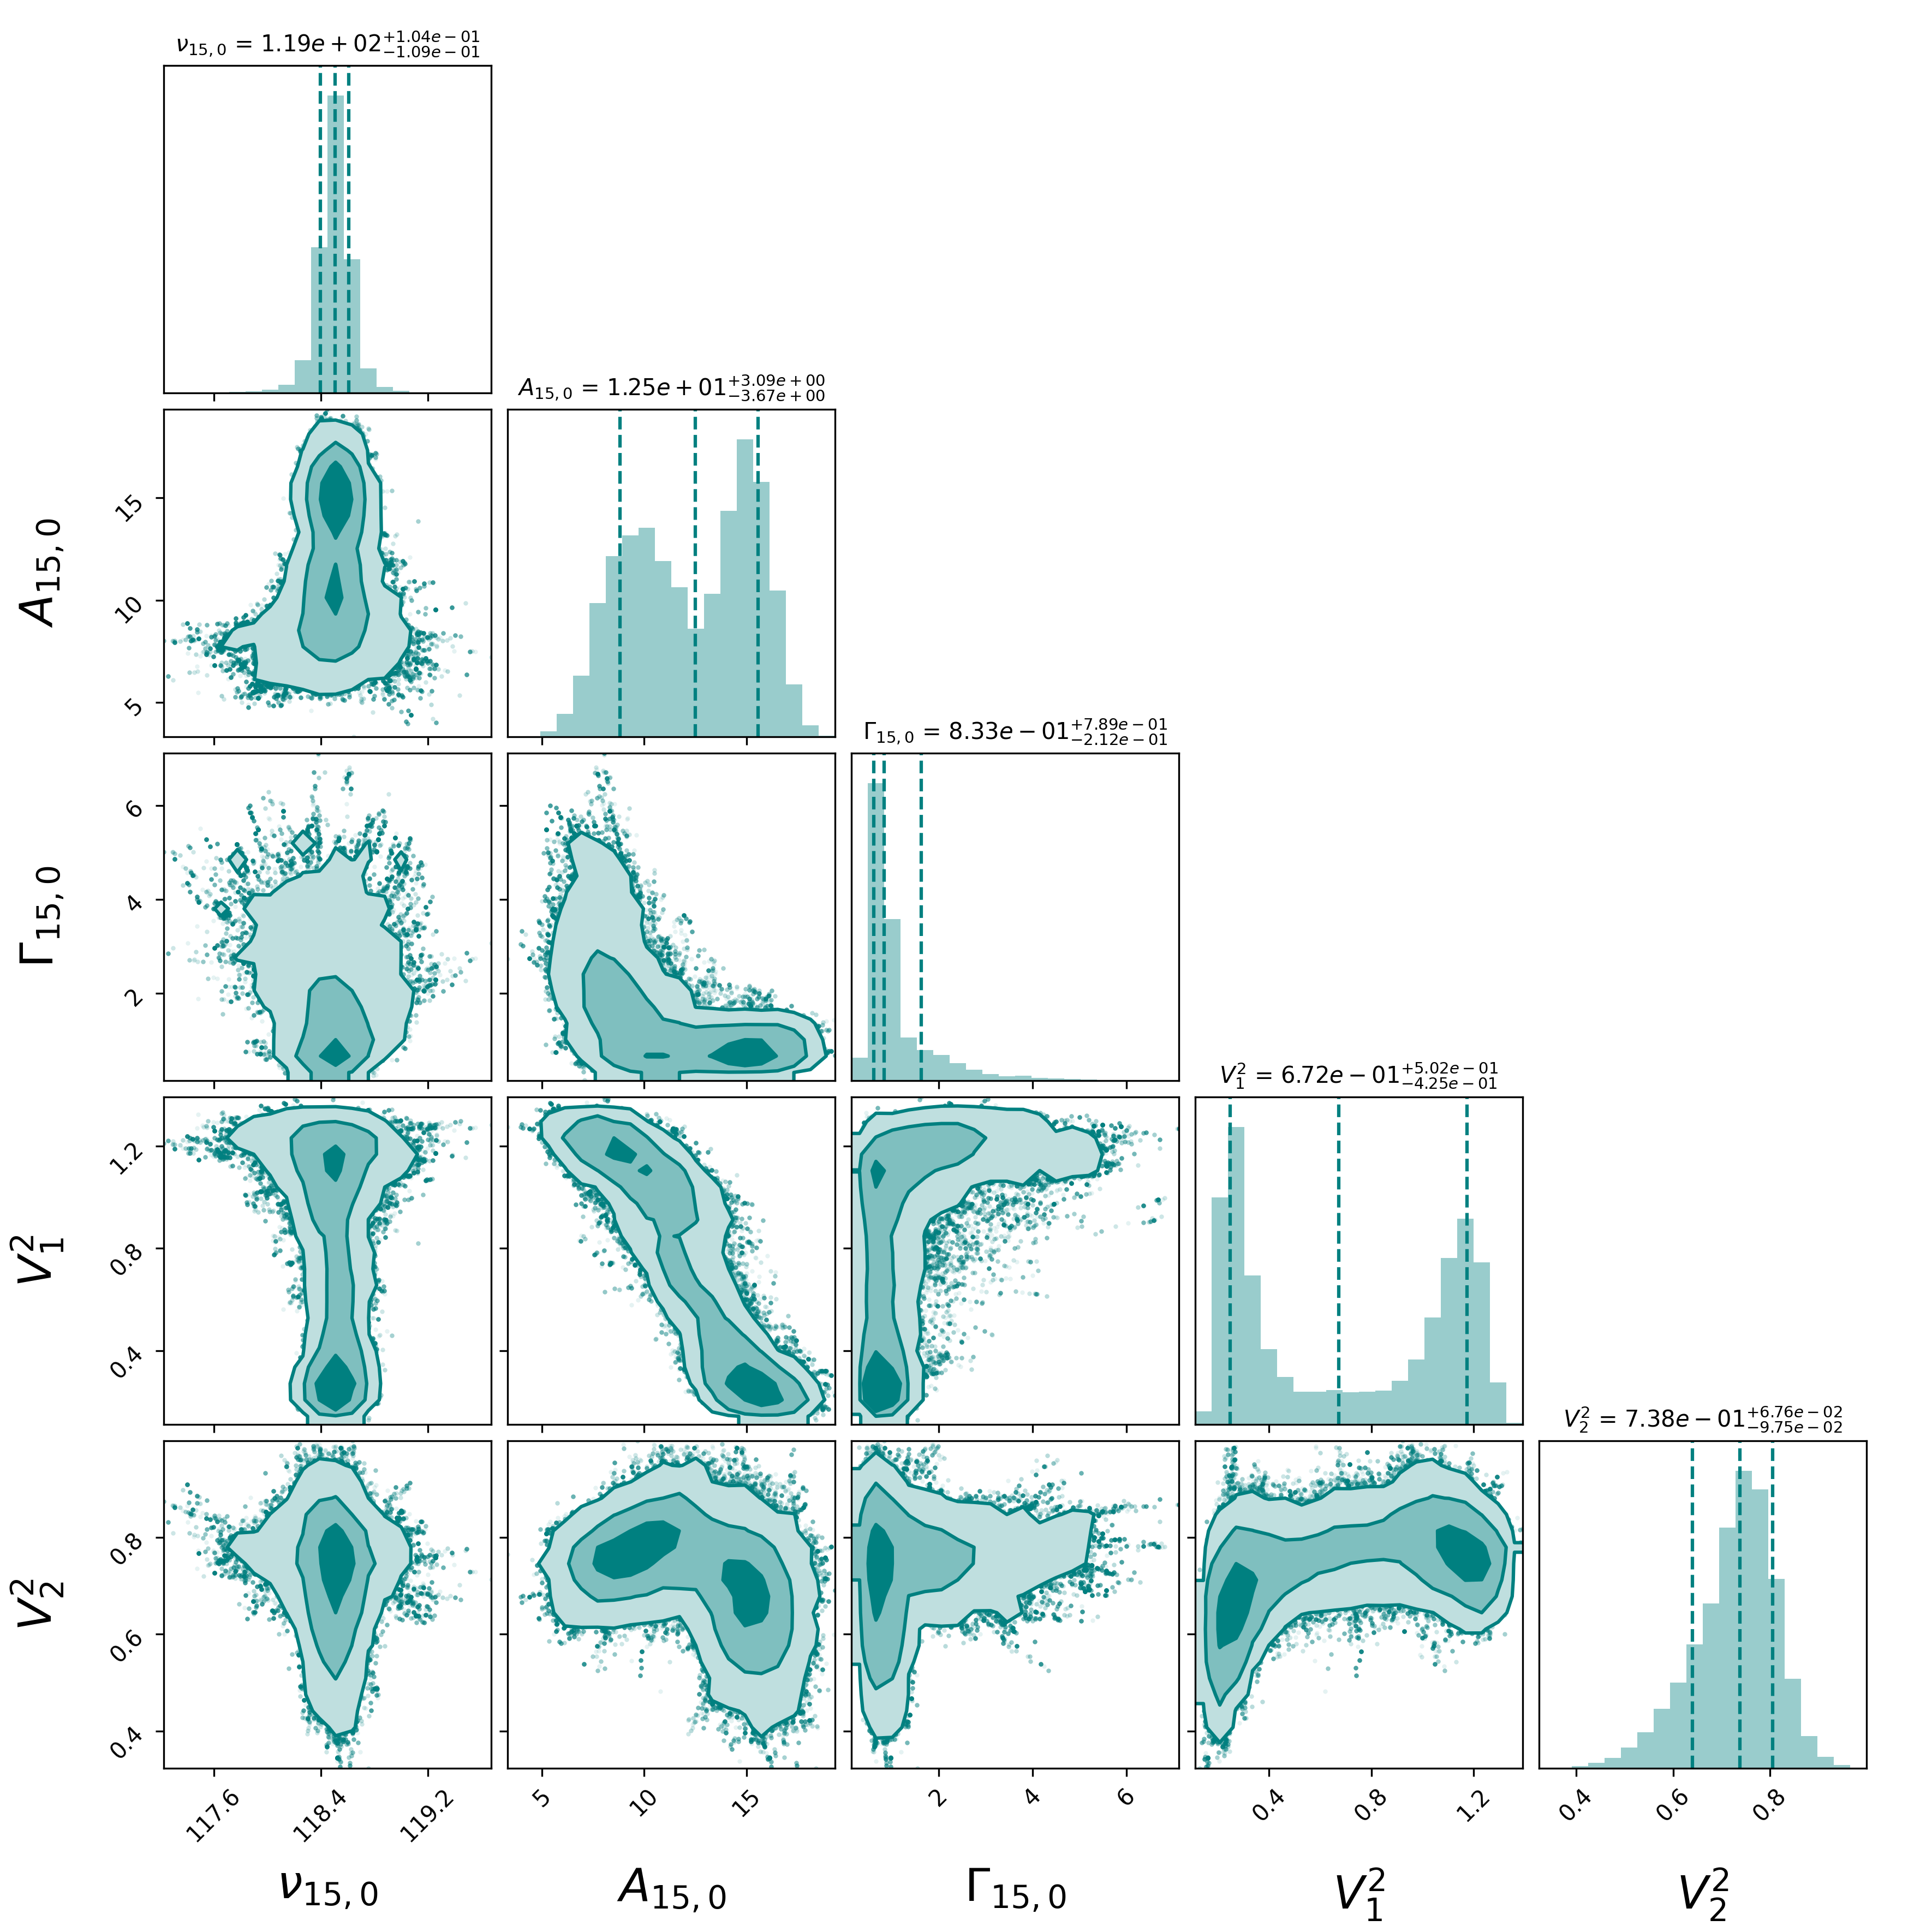 ν₁₅,₀ = 1.19e + 02 +1.04e − 01 −1.09e − 01
A₁₅,₀ = 1.25e + 01 +3.09e + 00 −3.67e + 00
15
10
5
A₁₅,₀
Γ₁₅,₀ = 8.33e − 01 +7.89e − 01 −2.12e − 01
6
4
2
Γ₁₅,₀
V₁² = 6.72e − 01 +5.02e − 01 −4.25e − 01
1.2
0.8
0.4
V₁²
V₂² = 7.38e − 01 +6.76e − 02 −9.75e − 02
0.8
0.6
0.4
V₂²
117.6 118.4 119.2 5 10 15 2 4 6 0.4 0.8 1.2 0.4 0.6 0.8
ν₁₅,₀ A₁₅,₀ Γ₁₅,₀ V₁² V₂²